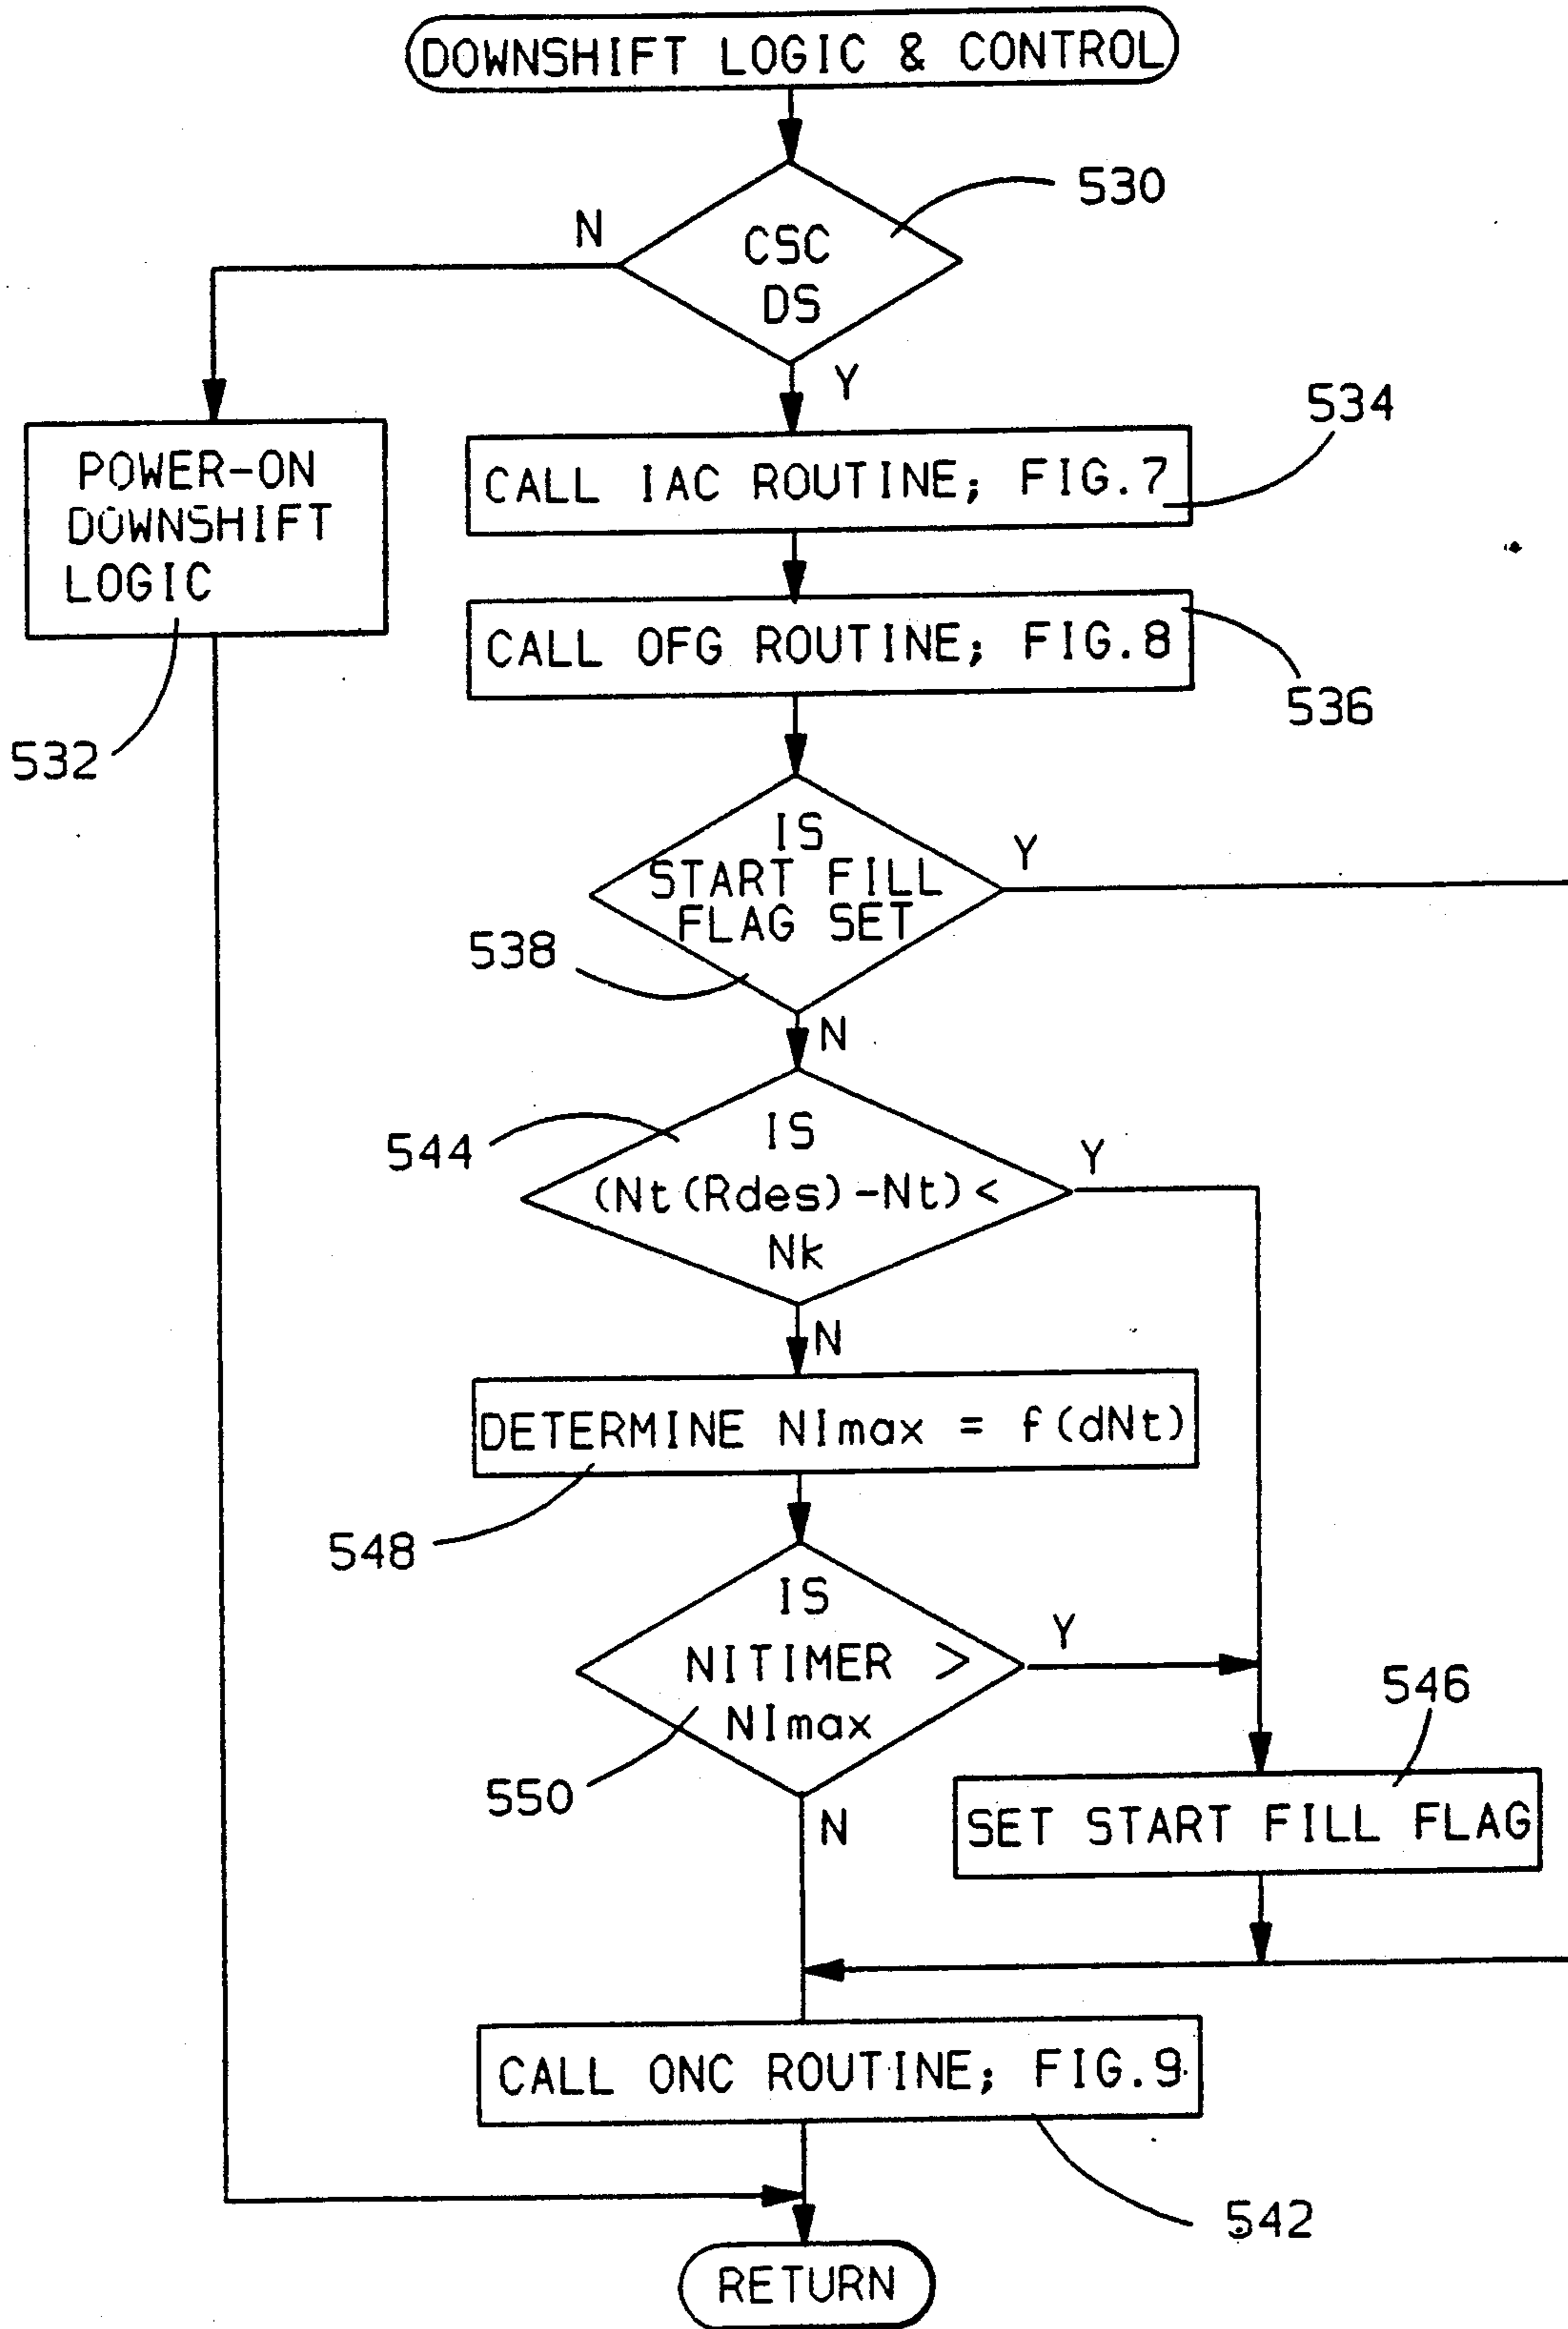 DOWNSHIFT LOGIC & CONTROL
530
N
CSC
DS
Y
534
POWER-ON
DOWNSHIFT
LOGIC
CALL IAC ROUTINE; FIG.7
CALL OFG ROUTINE; FIG.8
536
532
IS
START FILL
FLAG SET
Y
538
N
544
IS
(Nt(Rdes)-Nt)<
Nk
Y
N
DETERMINE NImax = f(dNt)
548
IS
NITIMER >
NImax
Y
546
550
N
SET START FILL FLAG
CALL ONC ROUTINE; FIG.9
542
RETURN